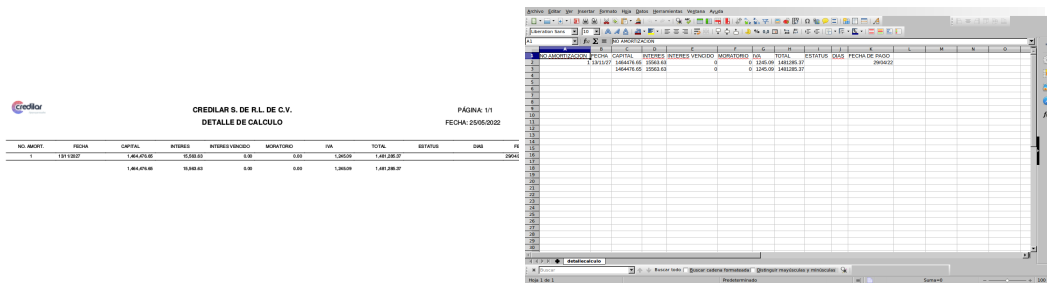 credilar
CREDILAR S. DE R.L. DE C.V.
PÁGINA: 1/1
DETALLE DE CALCULO
FECHA: 25/05/2022
NO. AMORT. FECHA CAPITAL INTERES INTERES VENCIDO MORATORIO IVA TOTAL ESTATUS DIAS FE
1 13/11/2027 1,464,476.65 15,563.63 0.00 0.00 1,245.09 1,481,285.37 29/04/2
1,464,476.65 15,563.63 0.00 0.00 1,245.09 1,481,285.37
Archivo Editar Ver Insertar Formato Hoja Datos Herramientas Ventana Ayuda
Liberation Sans 10
A1 NO AMORTIZACION
A B C D E F G H I J K L M N O
1 NO AMORTIZACION FECHA CAPITAL INTERES INTERES VENCIDO MORATORIO IVA TOTAL ESTATUS DIAS FECHA DE PAGO
2 1 13/11/27 1464476.65 15563.63 0 0 1245.09 1481285.37 29/04/22
3 1464476.65 15563.63 0 0 1245.09 1481285.37
4
5
6
7
8
9
10
11
12
13
14
15
16
17
18
19
20
21
22
23
24
25
26
27
28
29
30
detallecalculo
Buscar Buscar todo Buscar cadena formateada Distinguir mayúsculas y minúsculas
Hoja 1 de 1 Predeterminado Suma=0 100